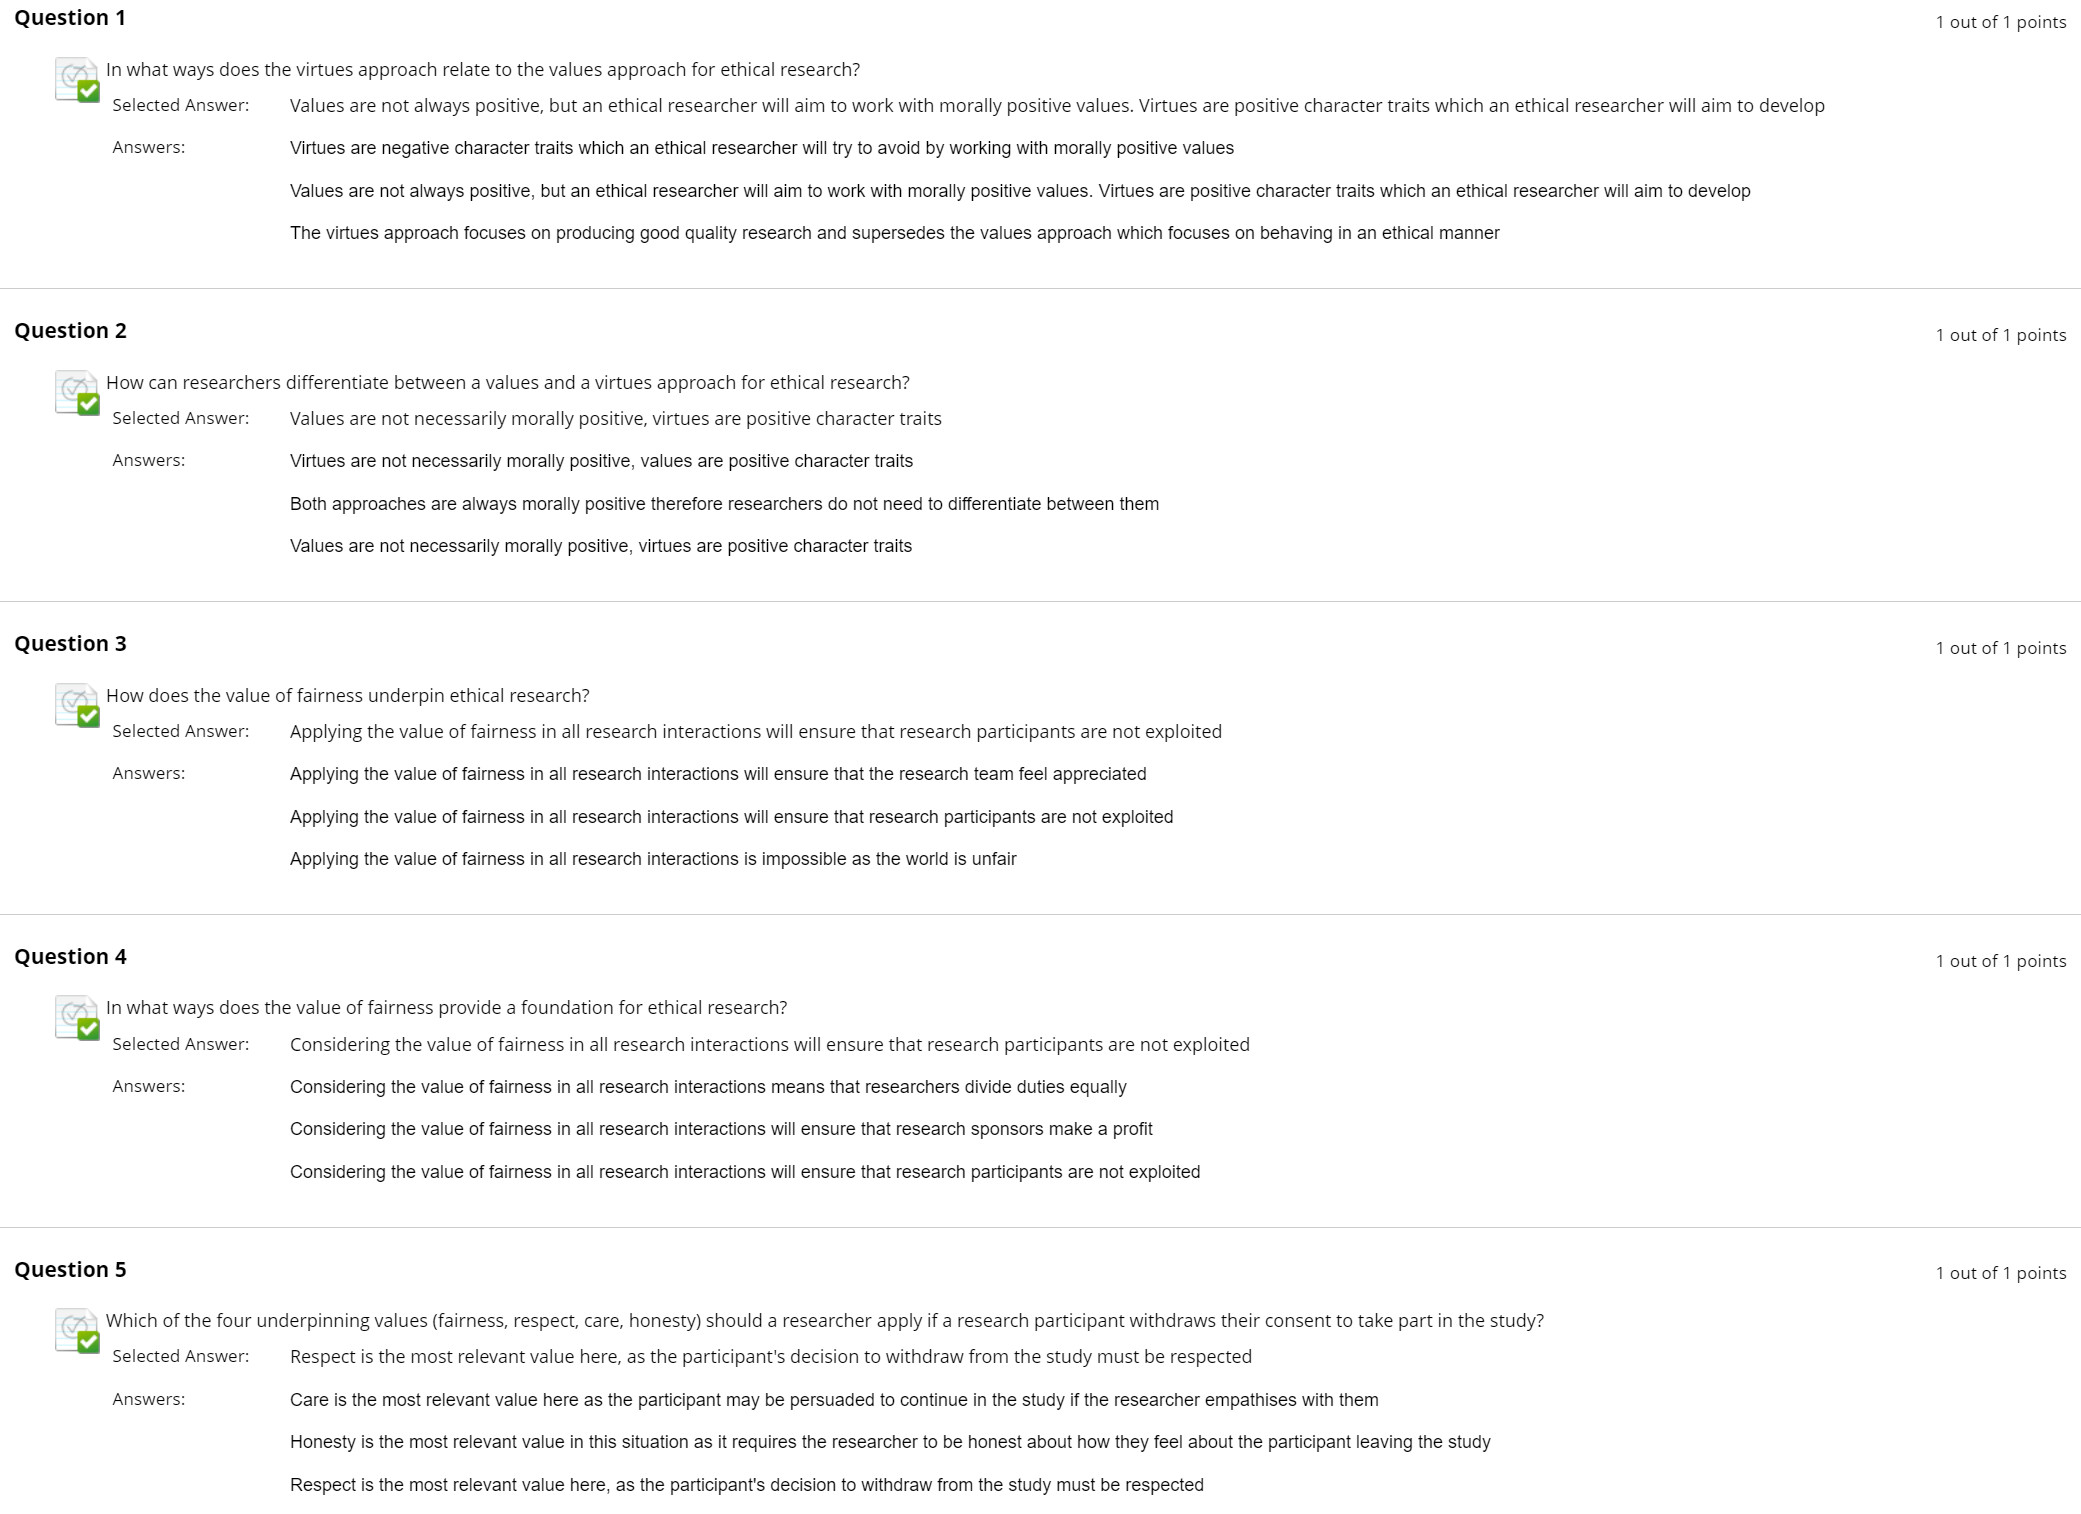 Question 1
1 out of 1 points
In what ways does the virtues approach relate to the values approach for ethical research?
Selected Answer: Values are not always positive, but an ethical researcher will aim to work with morally positive values. Virtues are positive character traits which an ethical researcher will aim to develop
Answers: Virtues are negative character traits which an ethical researcher will try to avoid by working with morally positive values
Values are not always positive, but an ethical researcher will aim to work with morally positive values. Virtues are positive character traits which an ethical researcher will aim to develop
The virtues approach focuses on producing good quality research and supersedes the values approach which focuses on behaving in an ethical manner
Question 2
1 out of 1 points
How can researchers differentiate between a values and a virtues approach for ethical research?
Selected Answer: Values are not necessarily morally positive, virtues are positive character traits
Answers: Virtues are not necessarily morally positive, values are positive character traits
Both approaches are always morally positive therefore researchers do not need to differentiate between them
Values are not necessarily morally positive, virtues are positive character traits
Question 3
1 out of 1 points
How does the value of fairness underpin ethical research?
Selected Answer: Applying the value of fairness in all research interactions will ensure that research participants are not exploited
Answers: Applying the value of fairness in all research interactions will ensure that the research team feel appreciated
Applying the value of fairness in all research interactions will ensure that research participants are not exploited
Applying the value of fairness in all research interactions is impossible as the world is unfair
Question 4
1 out of 1 points
In what ways does the value of fairness provide a foundation for ethical research?
Selected Answer: Considering the value of fairness in all research interactions will ensure that research participants are not exploited
Answers: Considering the value of fairness in all research interactions means that researchers divide duties equally
Considering the value of fairness in all research interactions will ensure that research sponsors make a profit
Considering the value of fairness in all research interactions will ensure that research participants are not exploited
Question 5
1 out of 1 points
Which of the four underpinning values (fairness, respect, care, honesty) should a researcher apply if a research participant withdraws their consent to take part in the study?
Selected Answer: Respect is the most relevant value here, as the participant's decision to withdraw from the study must be respected
Answers: Care is the most relevant value here as the participant may be persuaded to continue in the study if the researcher empathises with them
Honesty is the most relevant value in this situation as it requires the researcher to be honest about how they feel about the participant leaving the study
Respect is the most relevant value here, as the participant's decision to withdraw from the study must be respected